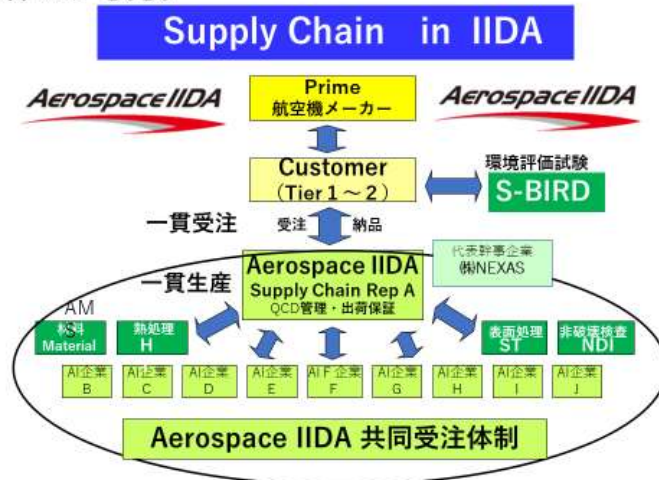 Supply Chain in IIDA
Aerospace IIDA
Prime
航空機メーカー
Aerospace IIDA
Customer
(Tier 1～2)
環境評価試験
S-BIRD
一貫受注
受注
納品
一貫生産
Aerospace IIDA
Supply Chain Rep A
QCD管理・出荷保証
代表幹事企業
㈱NEXAS
AM
S
材料
Material
熱処理
H
表面処理
ST
非破壊検査
NDI
AI企業
B
AI企業
C
AI企業
D
AI企業
E
AIF企業
F
AI企業
G
AI企業
H
AI企業
I
AI企業
J
Aerospace IIDA 共同受注体制